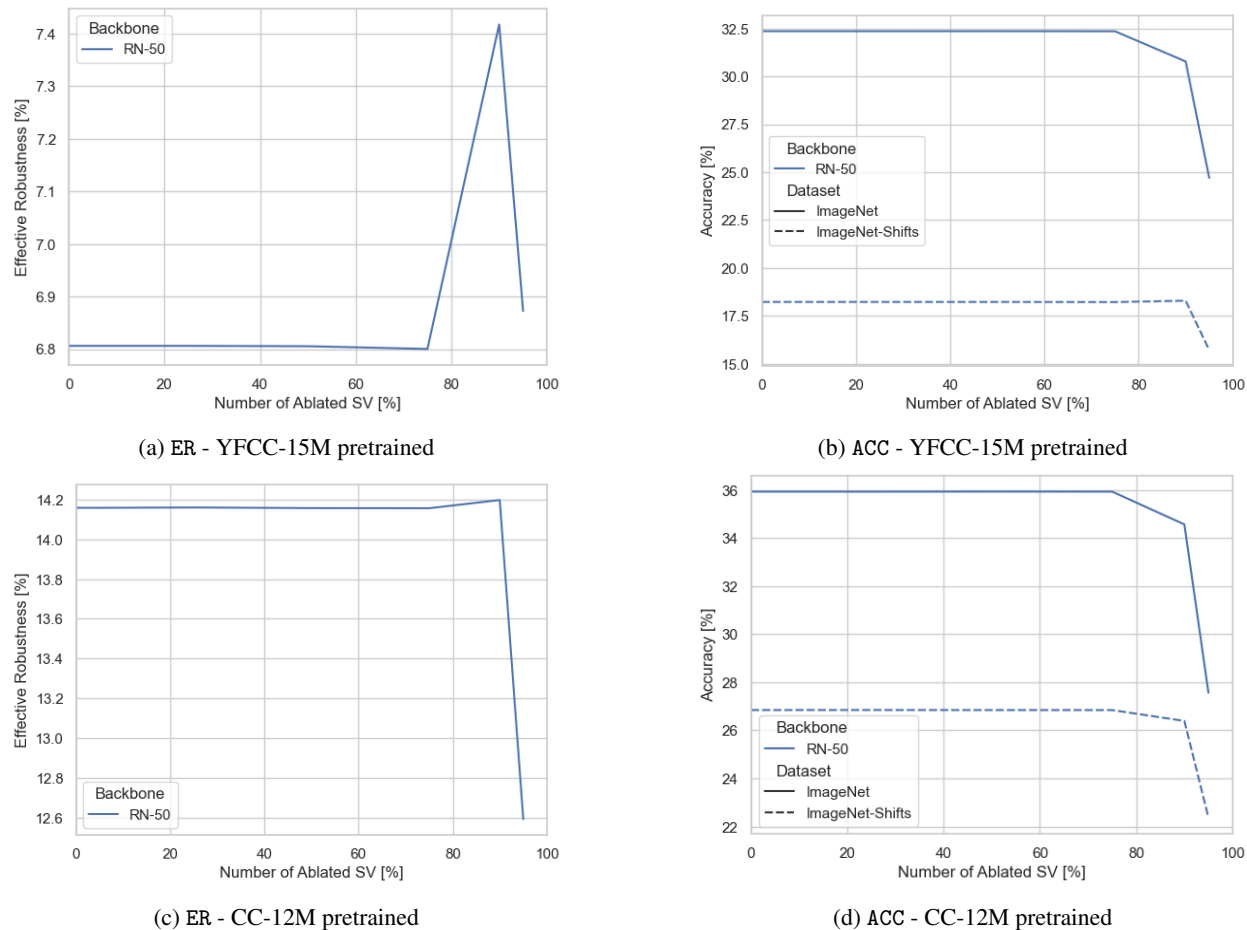 7.4
7.3
7.2
7.1
7.0
6.9
6.8
Effective Robustness [%]
Backbone
RN-50
0 20 40 60 80 100
Number of Ablated SV [%]
(a) ER - YFCC-15M pretrained
32.5
30.0
27.5
25.0
22.5
20.0
17.5
15.0
Accuracy [%]
Backbone
RN-50
Dataset
ImageNet
ImageNet-Shifts
0 20 40 60 80 100
Number of Ablated SV [%]
(b) ACC - YFCC-15M pretrained
14.2
14.0
13.8
13.6
13.4
13.2
13.0
12.8
12.6
Effective Robustness [%]
Backbone
RN-50
0 20 40 60 80 100
Number of Ablated SV [%]
(c) ER - CC-12M pretrained
36
34
32
30
28
26
24
22
Accuracy [%]
Backbone
RN-50
Dataset
ImageNet
ImageNet-Shifts
0 20 40 60 80 100
Number of Ablated SV [%]
(d) ACC - CC-12M pretrained